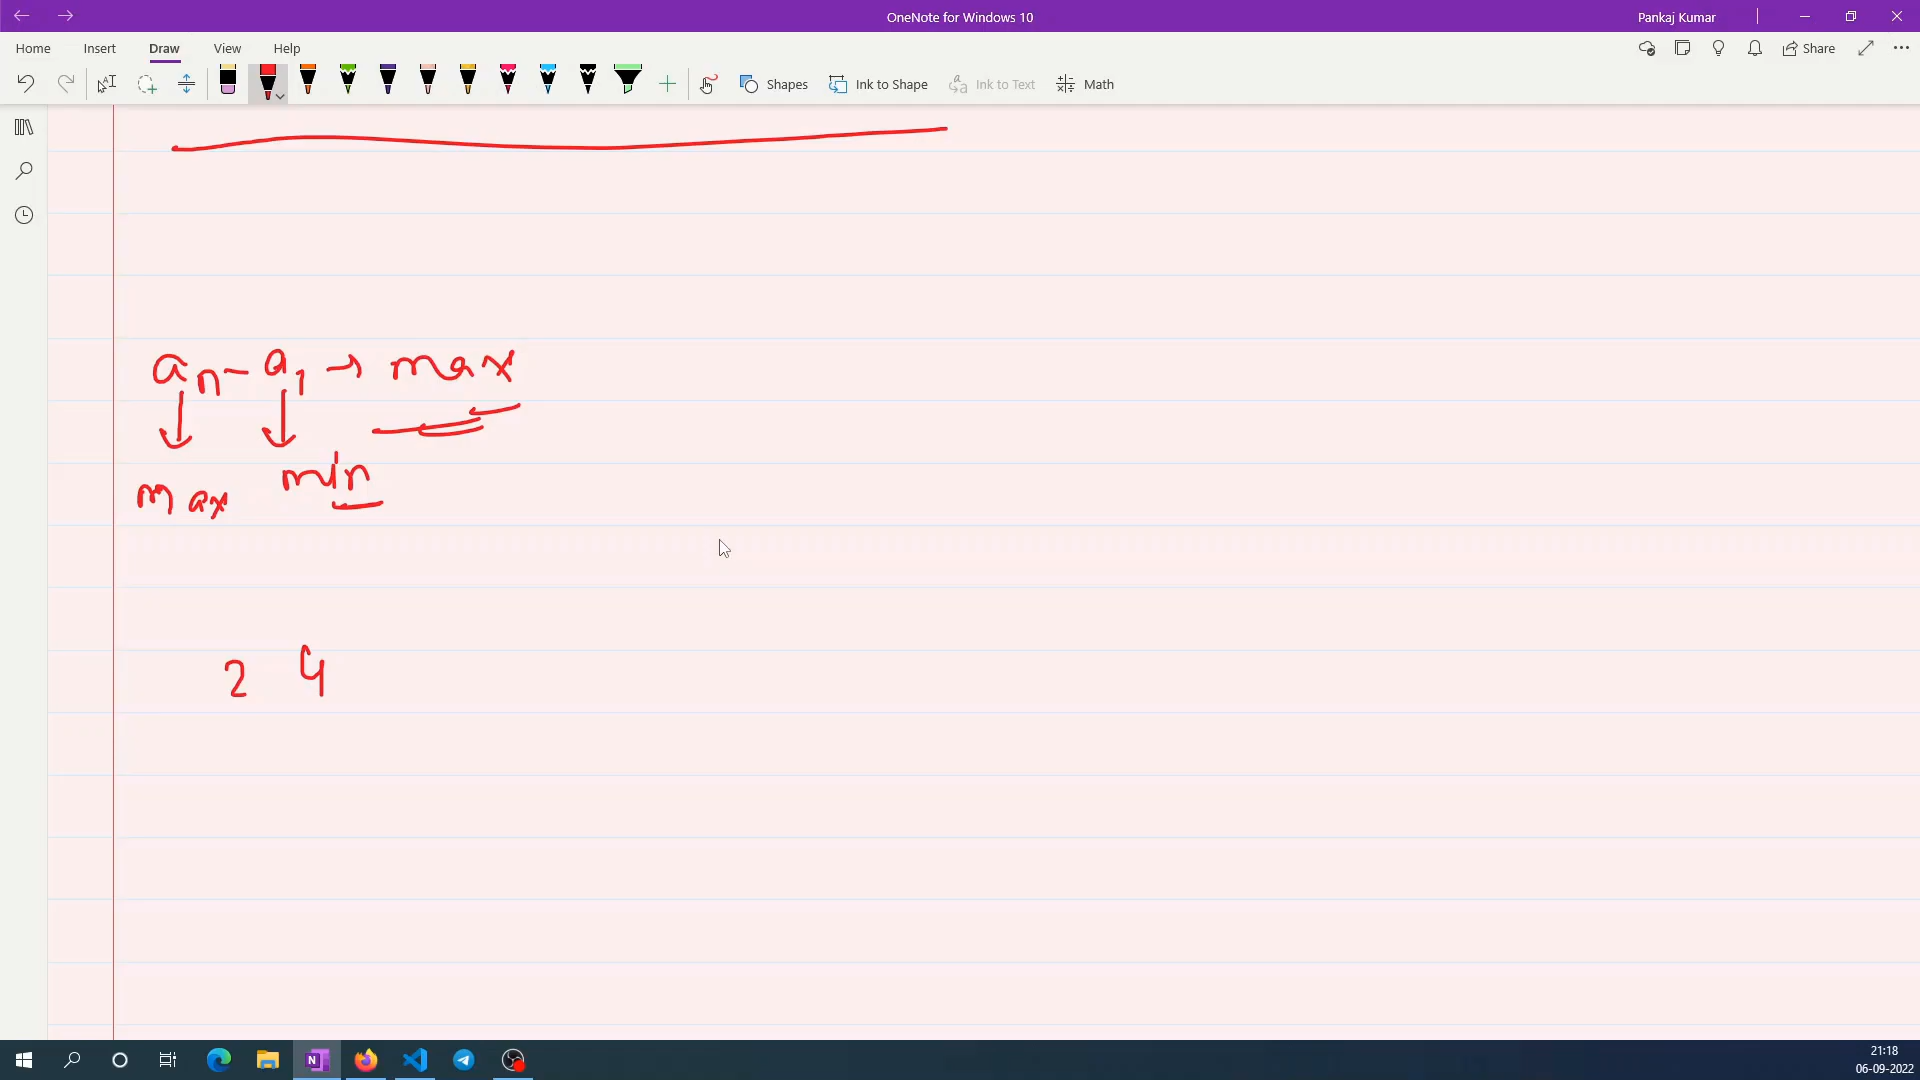 OneNote for Windows 10
Pankaj Kumar
Home Insert Draw View Help
Share
Shapes Ink to Shape Ink to Text Math
an - a1 → max
max min
2 4
21:18
06-09-2022